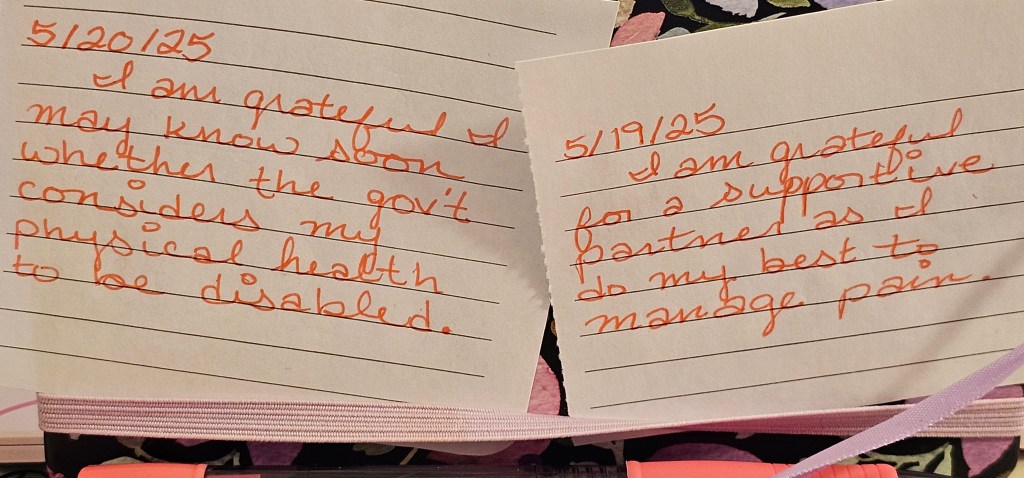 5/20/25
I am grateful I
may know soon
whether the gov't
considers my
physical health
to be disabled.
5/19/25
I am grateful
for a supportive
partner as I
do my best to
manage pain.